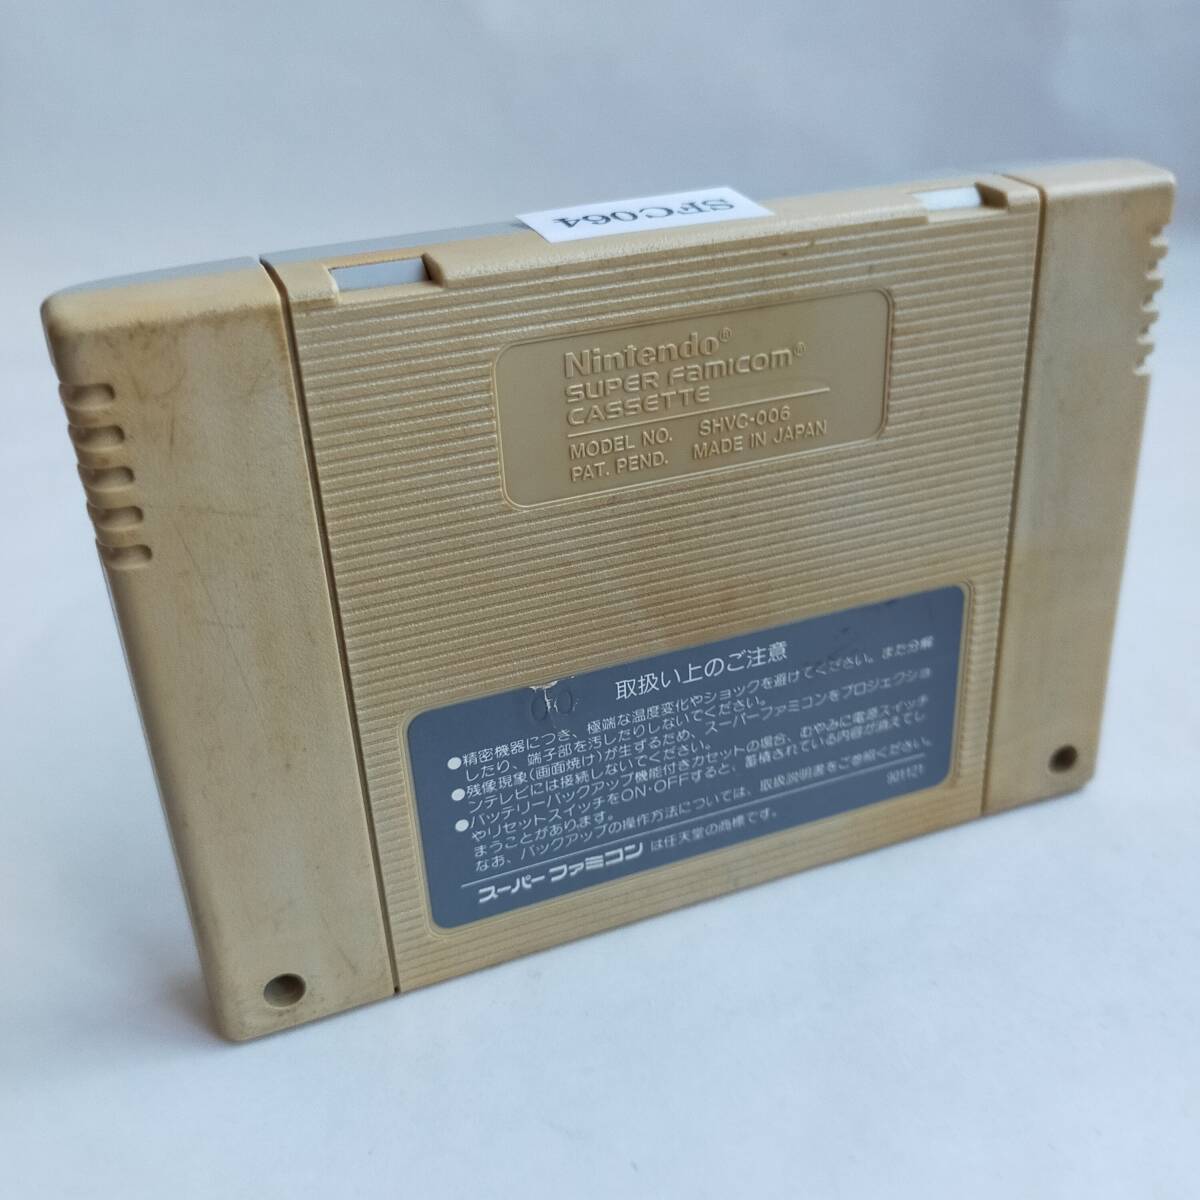 SFC064
Nintendo®
SUPER Famicom®
CASSETTE
MODEL NO. SHVC-006
PAT. PEND. MADE IN JAPAN
取扱い上のご注意
●精密機器につき、極端な温度変化やショックを避けてください。また分解
したり、端子部を汚したりしないでください。
●残像現象(画面焼け)が生ずるため、スーパーファミコンをプロジェクショ
ンテレビには接続しないでください。
●バッテリーバックアップ機能付きカセットの場合、むやみに電源スイッチ
やリセットスイッチをON・OFFすると、蓄積されている内容が消えてし
まうことがあります。
なお、バックアップの操作方法については、取扱説明書をご参照ください。
901121
スーパーファミコン は任天堂の商標です。